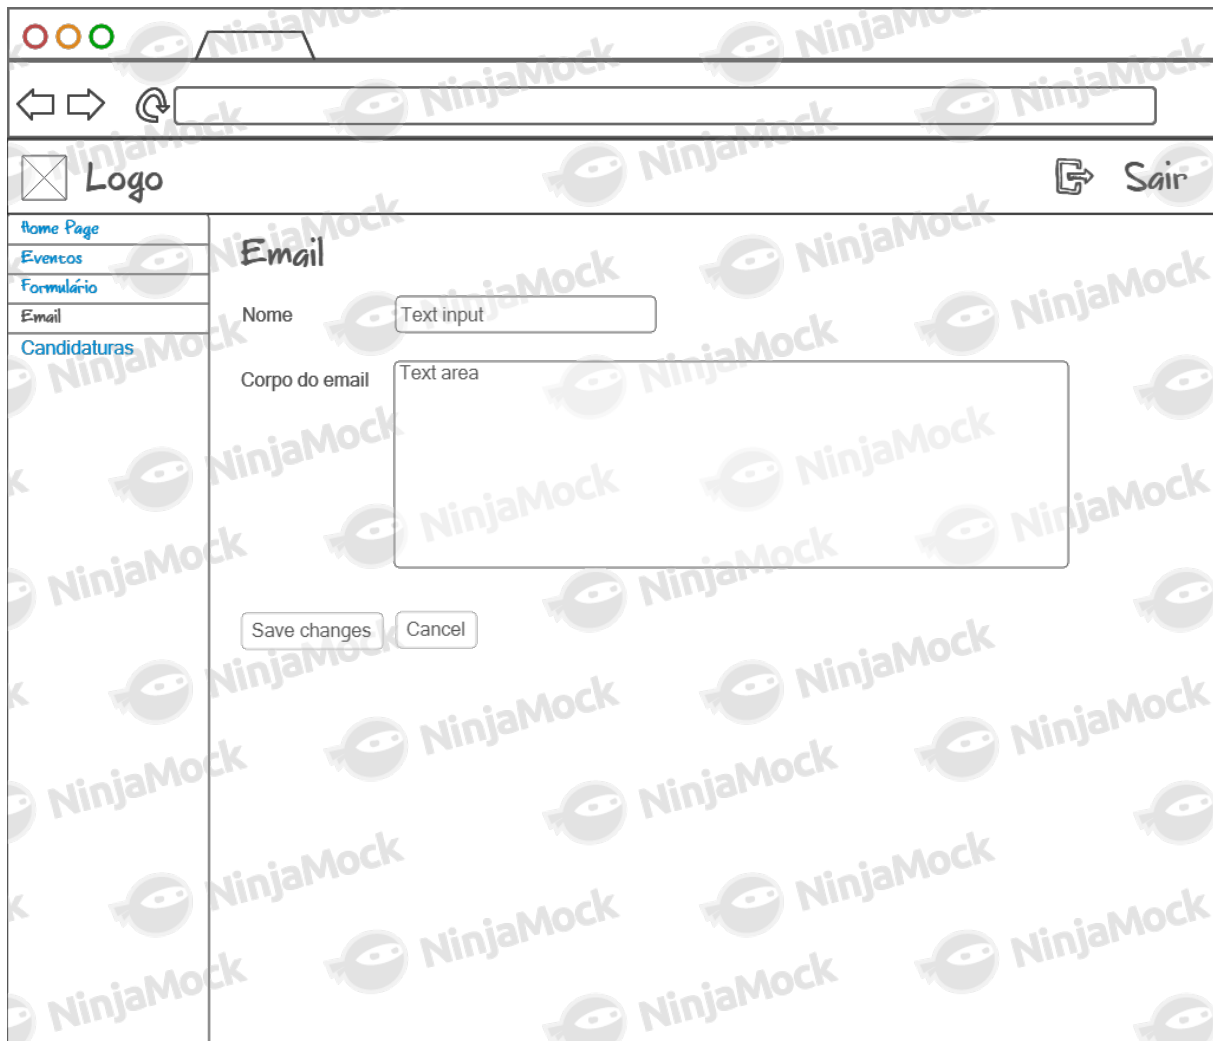 Logo
Sair
Home Page
Eventos
Formulário
Email
Candidaturas
Email
Nome
Text input
Corpo do email
Text area
Save changes
Cancel
NinjaMock